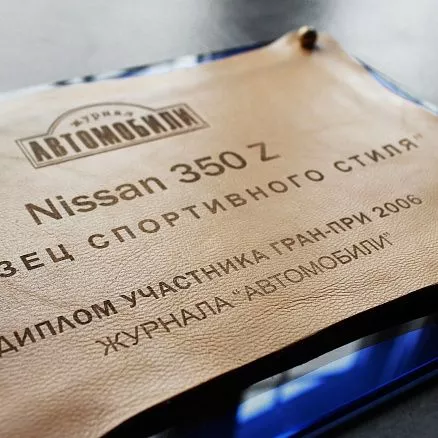 ЖУРНАЛ
АВТОМОБИЛИ
Nissan 350 Z
ЗЕЦ СПОРТИВНОГО СТИЛЯ"
ДИПЛОМ УЧАСТНИКА ГРАН-ПРИ 2006
ЖУРНАЛА "АВТОМОБИЛИ"